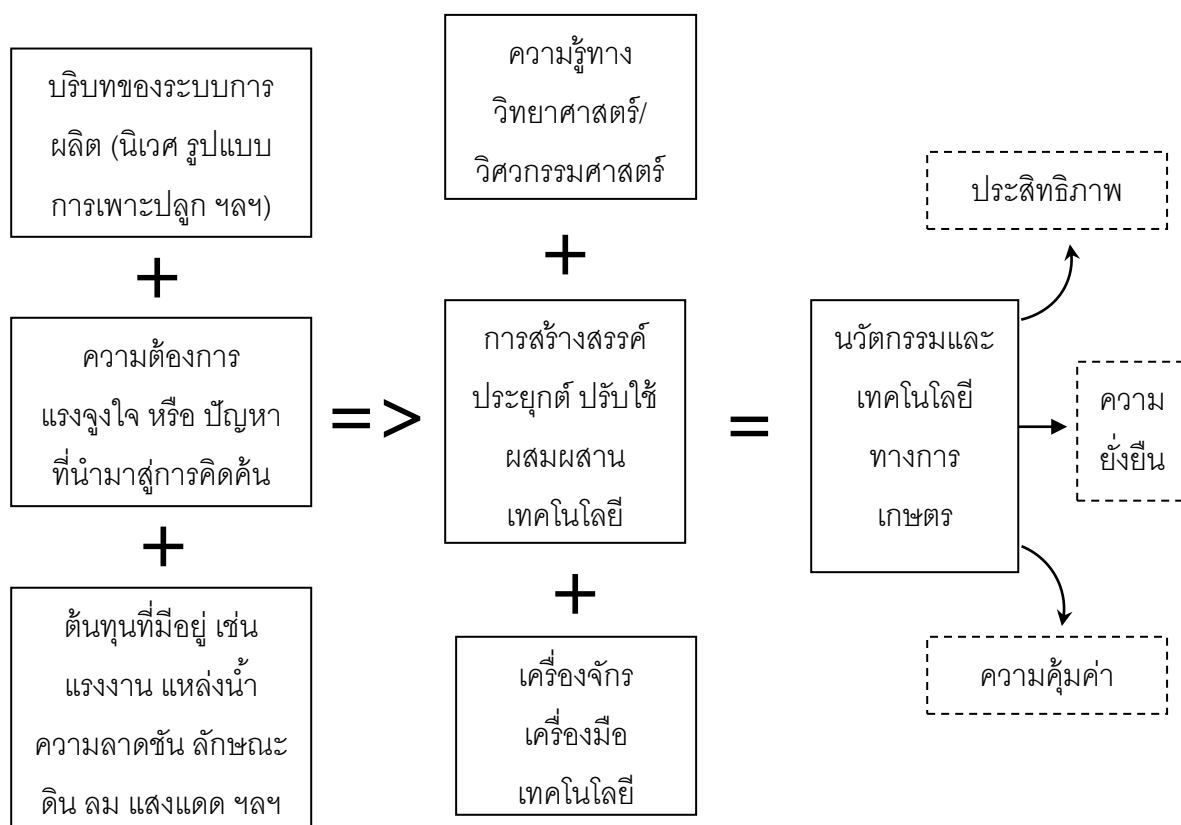 บริบทของระบบการ
ผลิต (นิเวศ รูปแบบ
การเพาะปลูก ฯลฯ)
+
ความต้องการ
แรงจูงใจ หรือ ปัญหา
ที่นำมาสู่การคิดค้น
+
ต้นทุนที่มีอยู่ เช่น
แรงงาน แหล่งน้ำ
ความลาดชัน ลักษณะ
ดิน ลม แสงแดด ฯลฯ
=>
ความรู้ทาง
วิทยาศาสตร์/
วิศวกรรมศาสตร์
+
การสร้างสรรค์
ประยุกต์ ปรับใช้
ผสมผสาน
เทคโนโลยี
+
เครื่องจักร
เครื่องมือ
เทคโนโลยี
=
นวัตกรรมและ
เทคโนโลยี
ทางการ
เกษตร
ประสิทธิภาพ
ความ
ยั่งยืน
ความคุ้มค่า